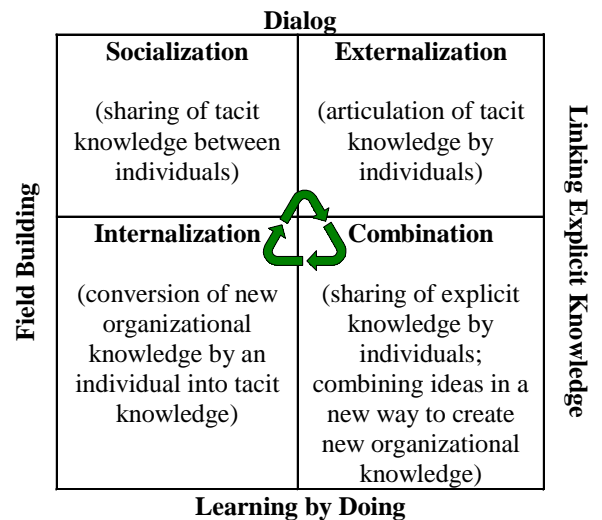 Dialog
Socialization
(sharing of tacit
knowledge between
individuals)
Externalization
(articulation of tacit
knowledge by
individuals)
Field Building
Linking Explicit Knowledge
Internalization
(conversion of new
organizational
knowledge by an
individual into tacit
knowledge)
Combination
(sharing of explicit
knowledge by
individuals;
combining ideas in a
new way to create
new organizational
knowledge)
Learning by Doing